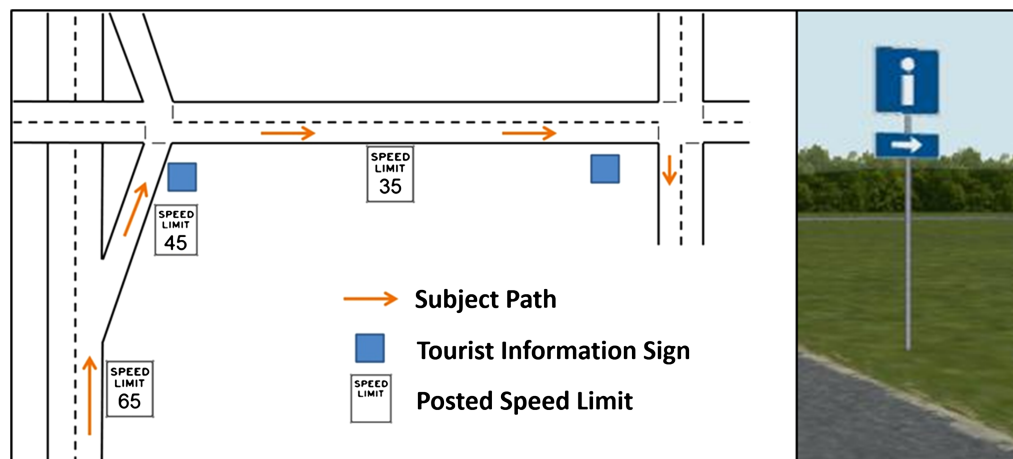 SPEED
LIMIT
35
SPEED
LIMIT
45
SPEED
LIMIT
65
Subject Path
Tourist Information Sign
SPEED
LIMIT
Posted Speed Limit
i